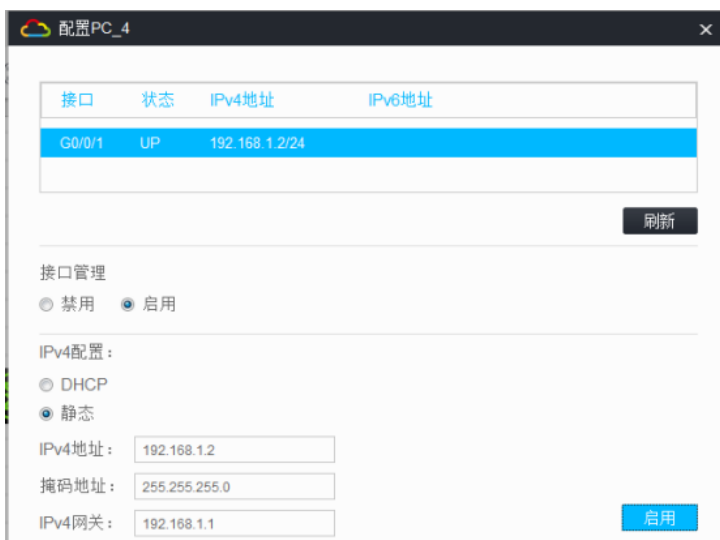 配置PC_4
接口 状态 IPv4地址 IPv6地址
G0/0/1 UP 192.168.1.2/24
刷新
接口管理
禁用 启用
IPv4配置：
DHCP
静态
IPv4地址： 192.168.1.2
掩码地址： 255.255.255.0
IPv4网关： 192.168.1.1
启用